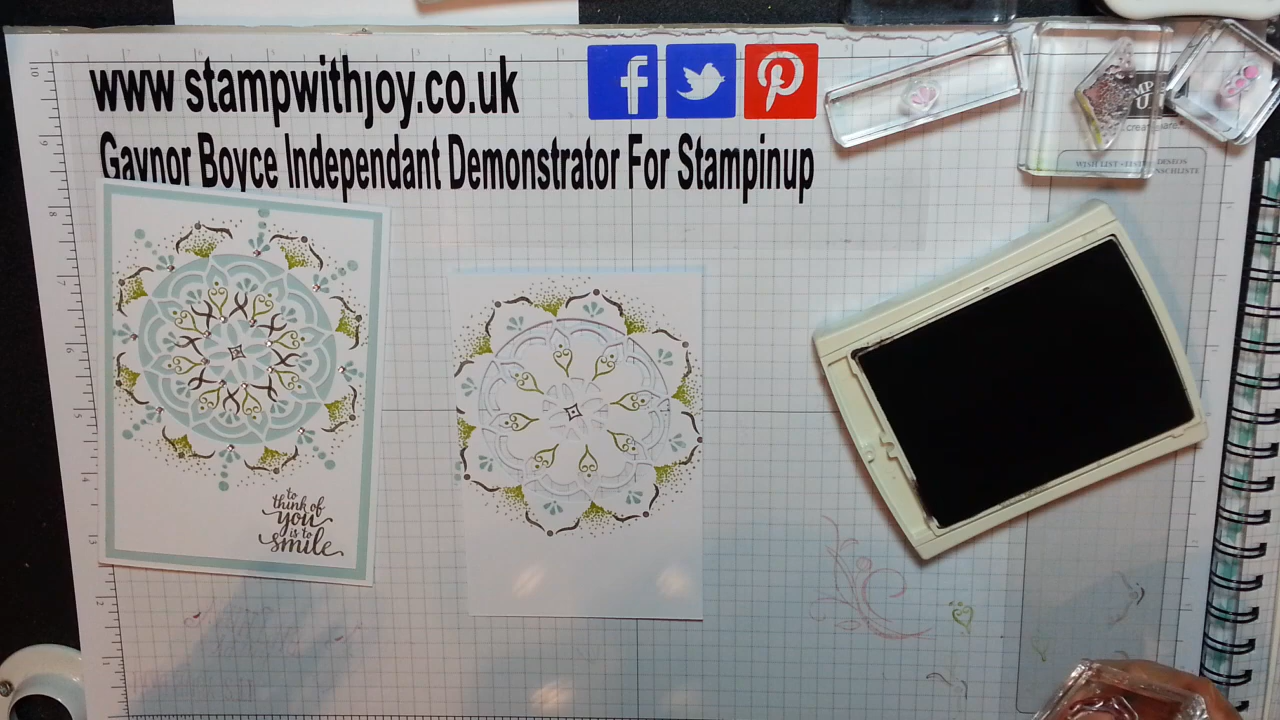 www.stampwithjoy.co.uk
Gaynor Boyce Independant Demonstrator For Stampinup
to
think of
you
is to
smile